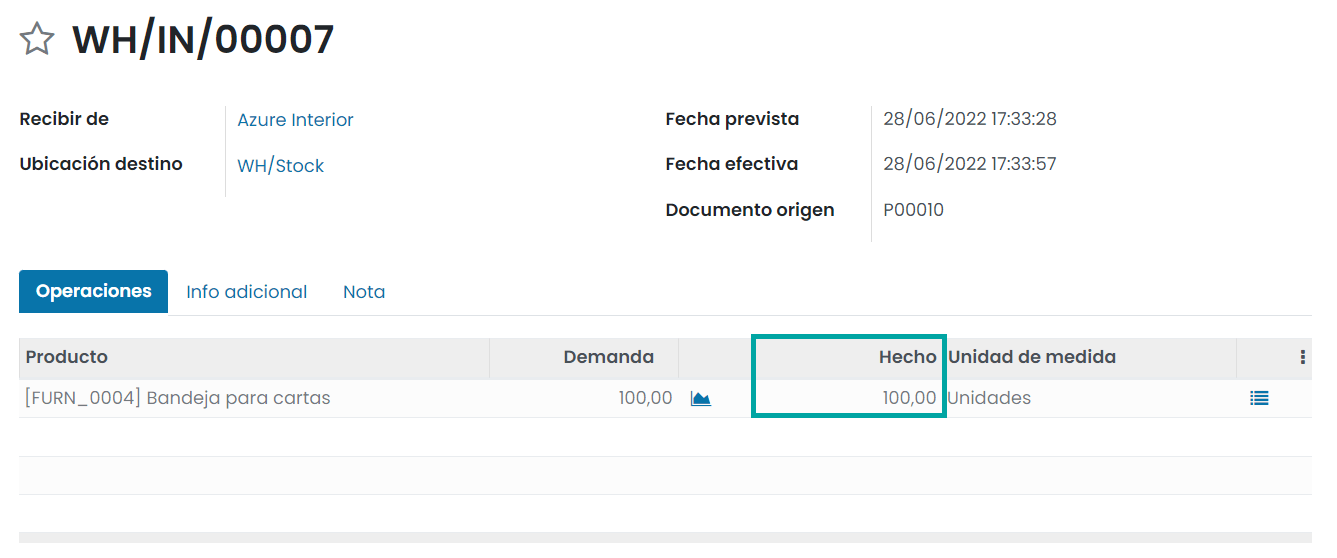 WH/IN/00007
Recibir de Azure Interior Fecha prevista 28/06/2022 17:33:28
Ubicación destino WH/Stock Fecha efectiva 28/06/2022 17:33:57
Documento origen P00010
Operaciones Info adicional Nota
Producto Demanda Hecho Unidad de medida
[FURN_0004] Bandeja para cartas 100,00 100,00 Unidades